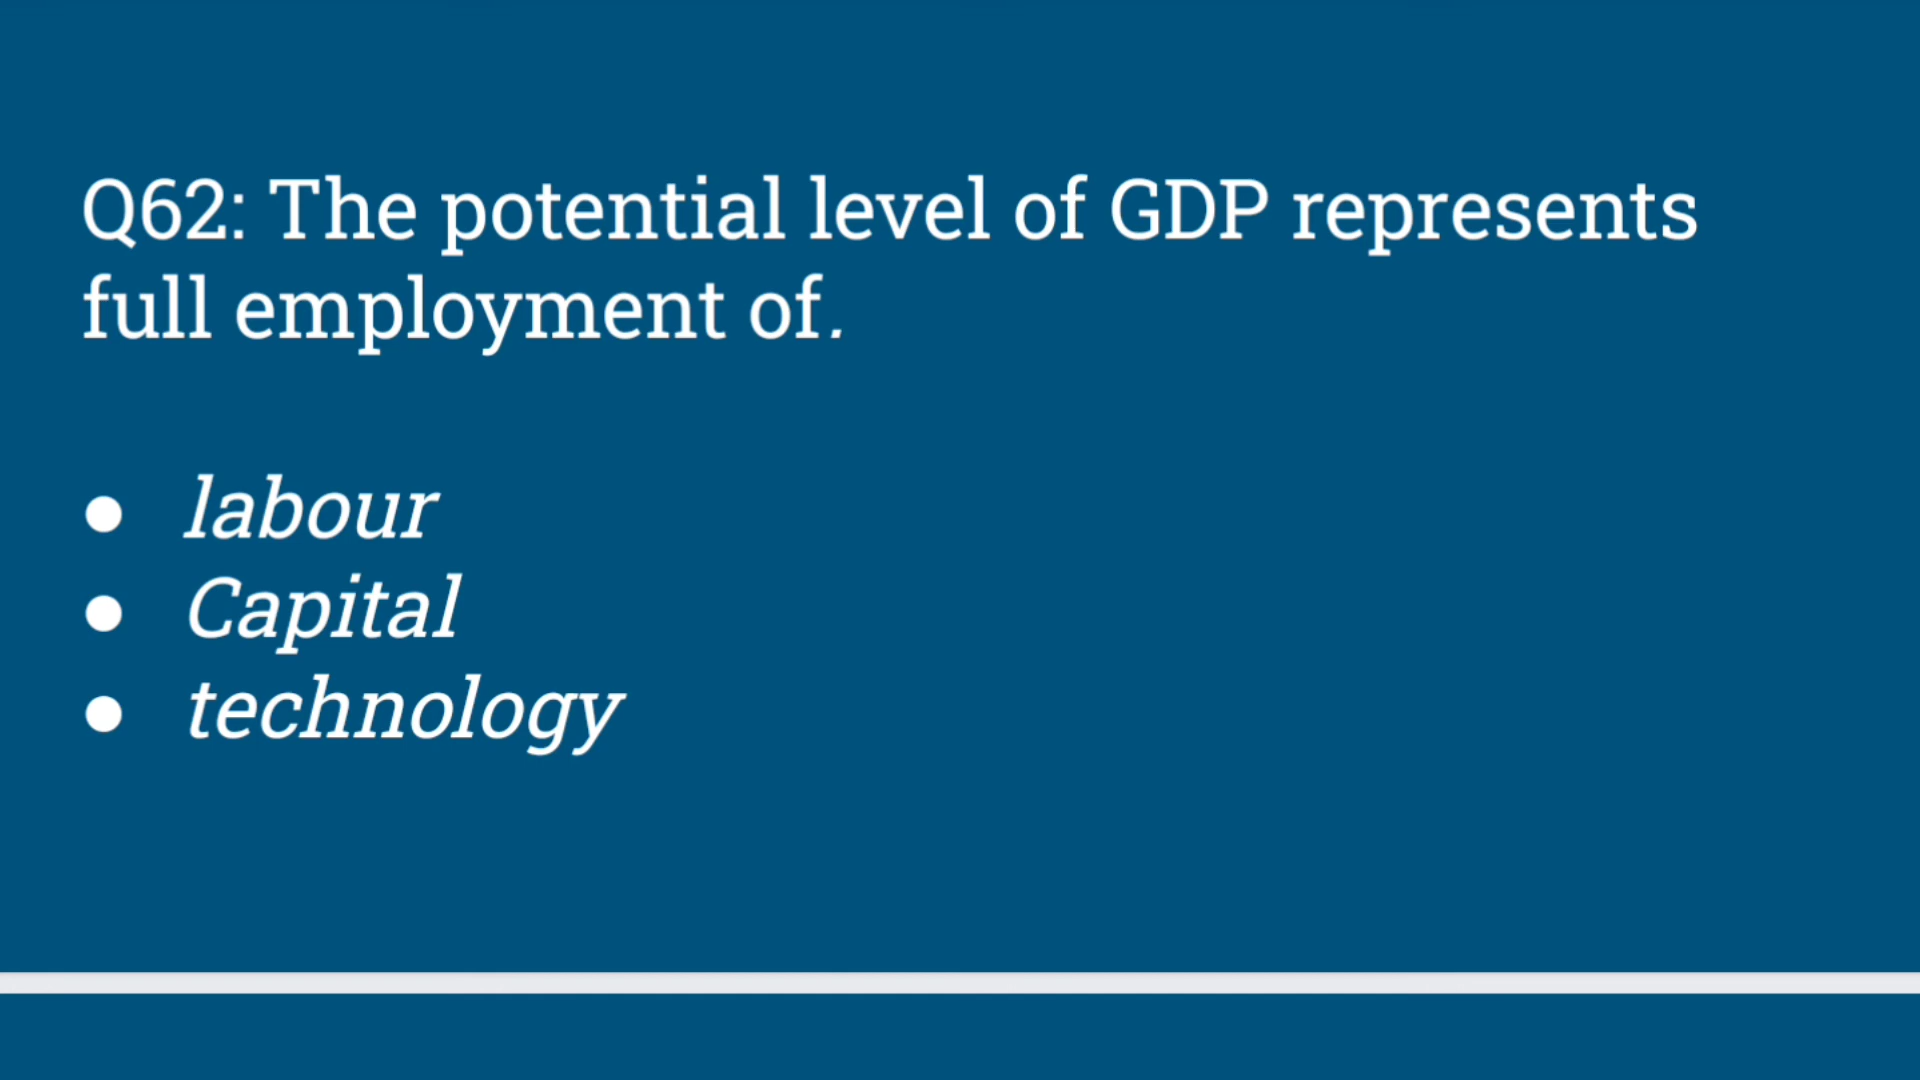 Q62: The potential level of GDP represents
full employment of.
● labour
● Capital
● technology